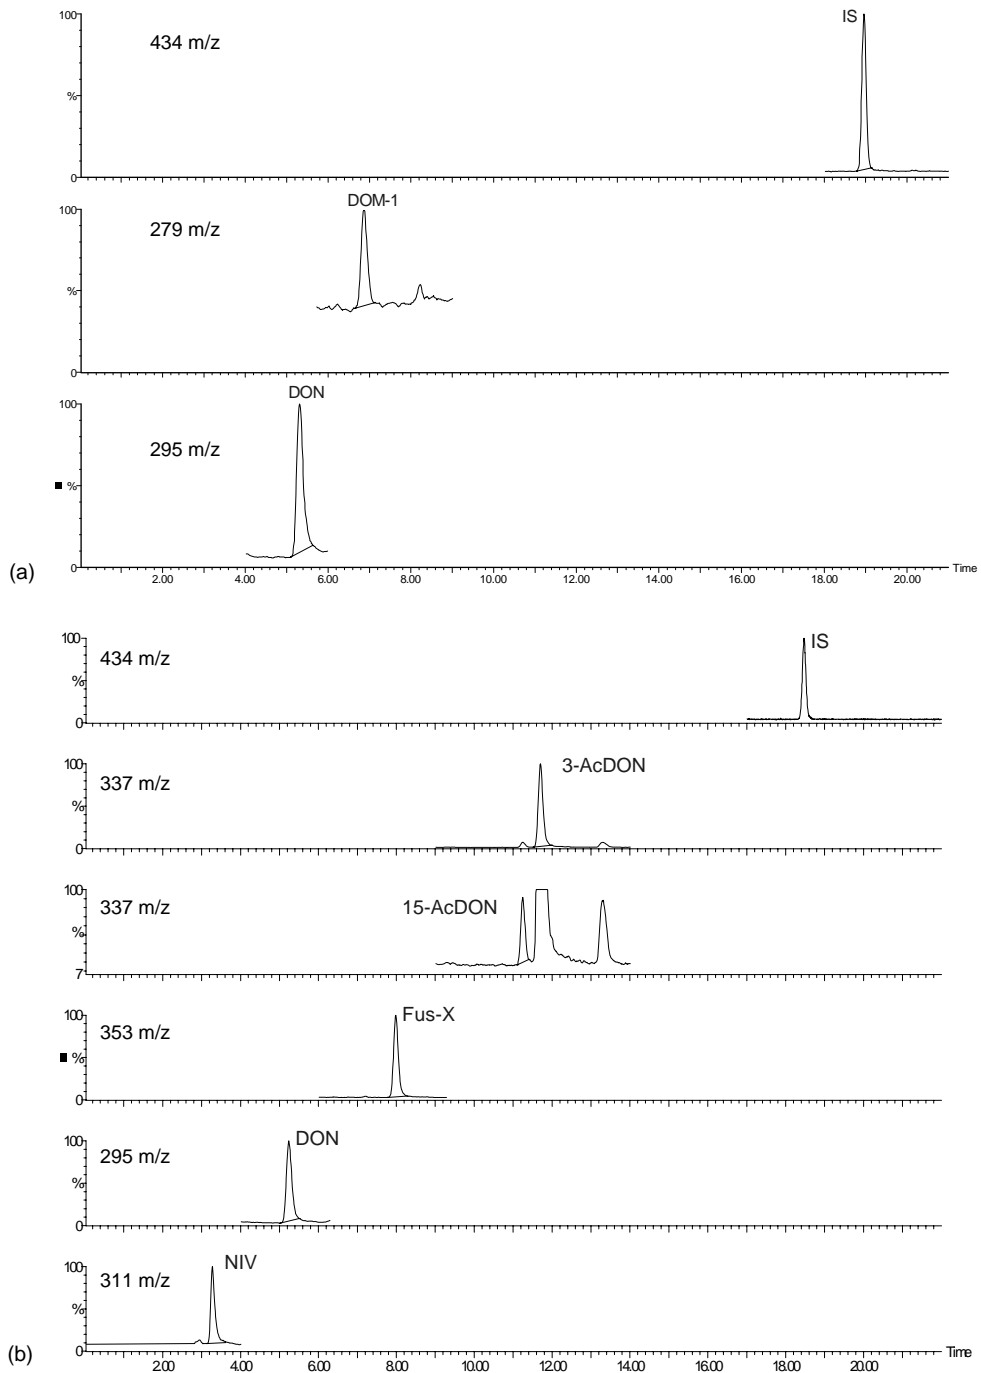 100
IS
434 m/z
%
0
DOM-1
100
279 m/z
%
0
DON
100
295 m/z
%
0
2.00 4.00 6.00 8.00 10.00 12.00 14.00 16.00 18.00 20.00 Time
(a)
100
IS
434 m/z
%
0
100
3-AcDON
337 m/z
%
0
100
15-AcDON
337 m/z
%
7
100
Fus-X
353 m/z
%
0
100
DON
295 m/z
%
0
100
NIV
311 m/z
%
0
2.00 4.00 6.00 8.00 10.00 12.00 14.00 16.00 18.00 20.00 Time
(b)